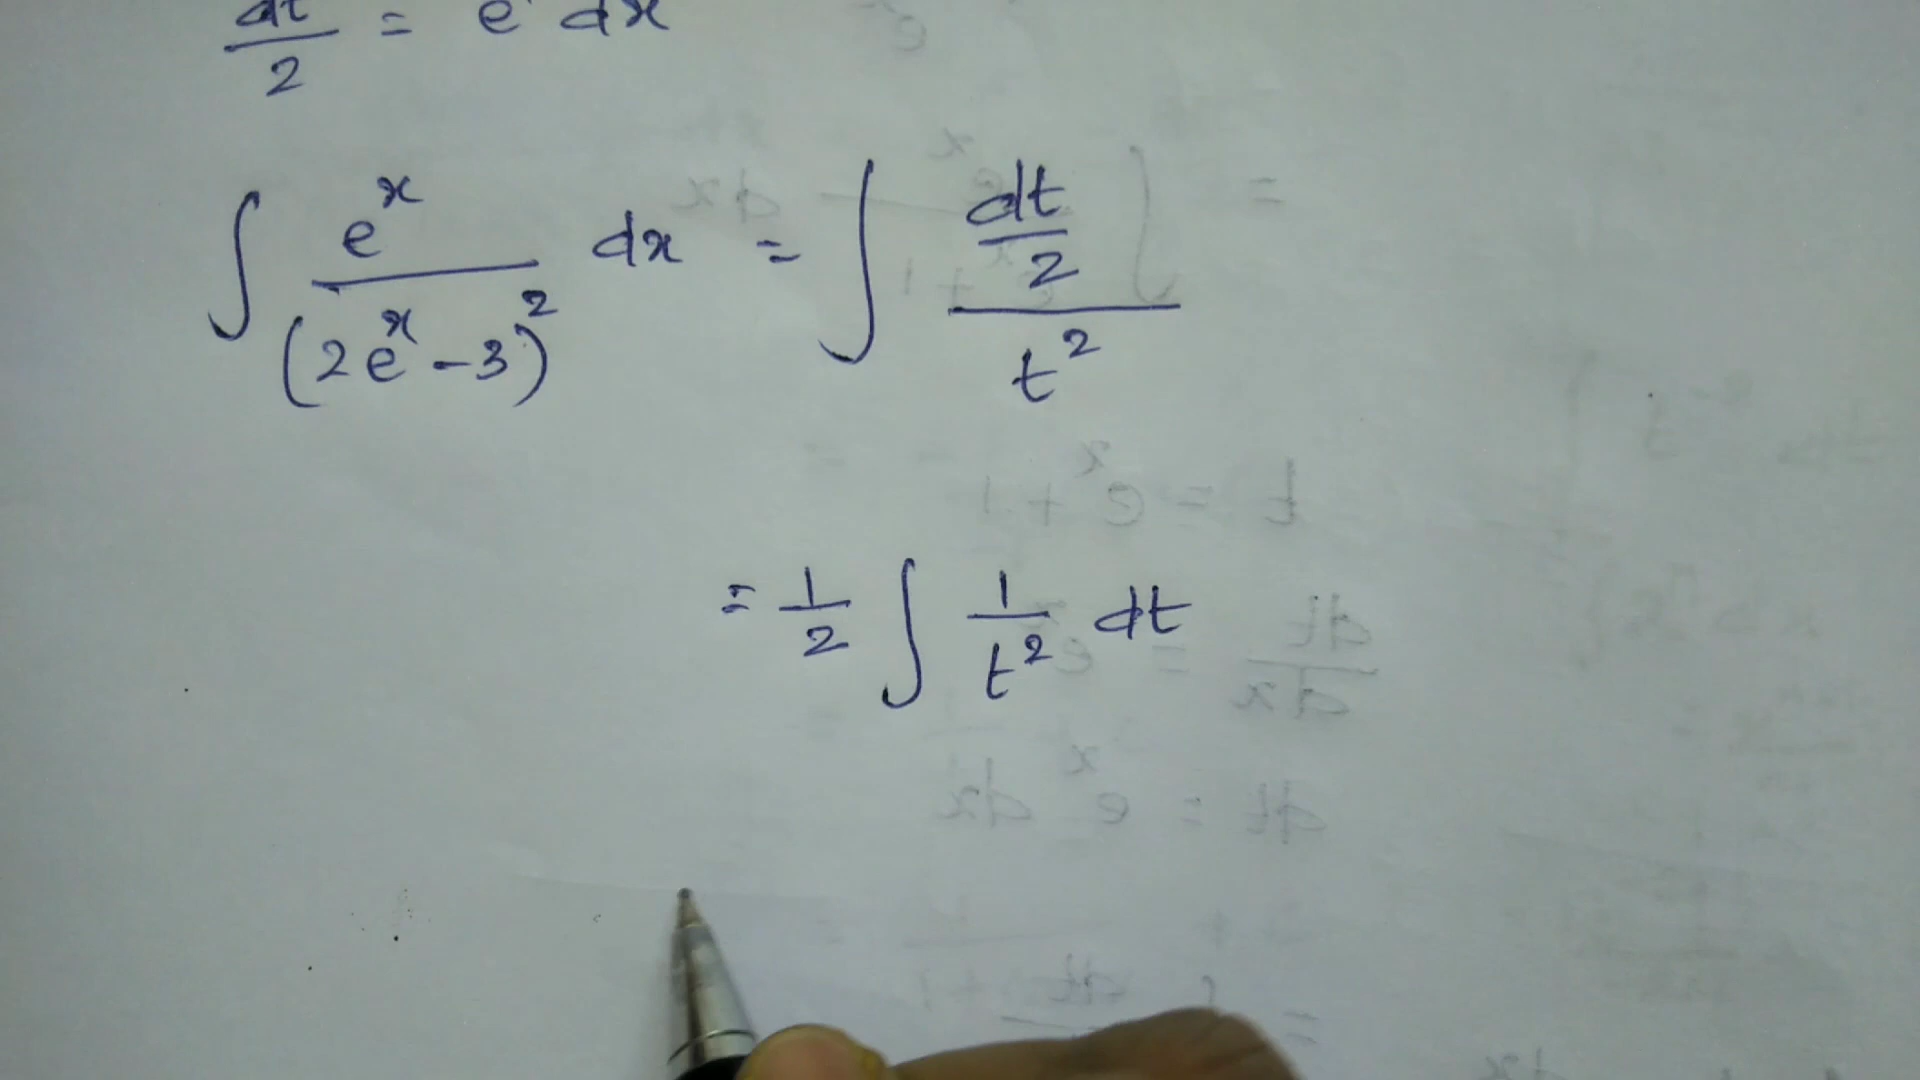 dt/2 = e^x dx
∫ e^x/(2e^x-3)^2 dx = ∫ (dt/2)/t^2
= 1/2 ∫ 1/t^2 dt